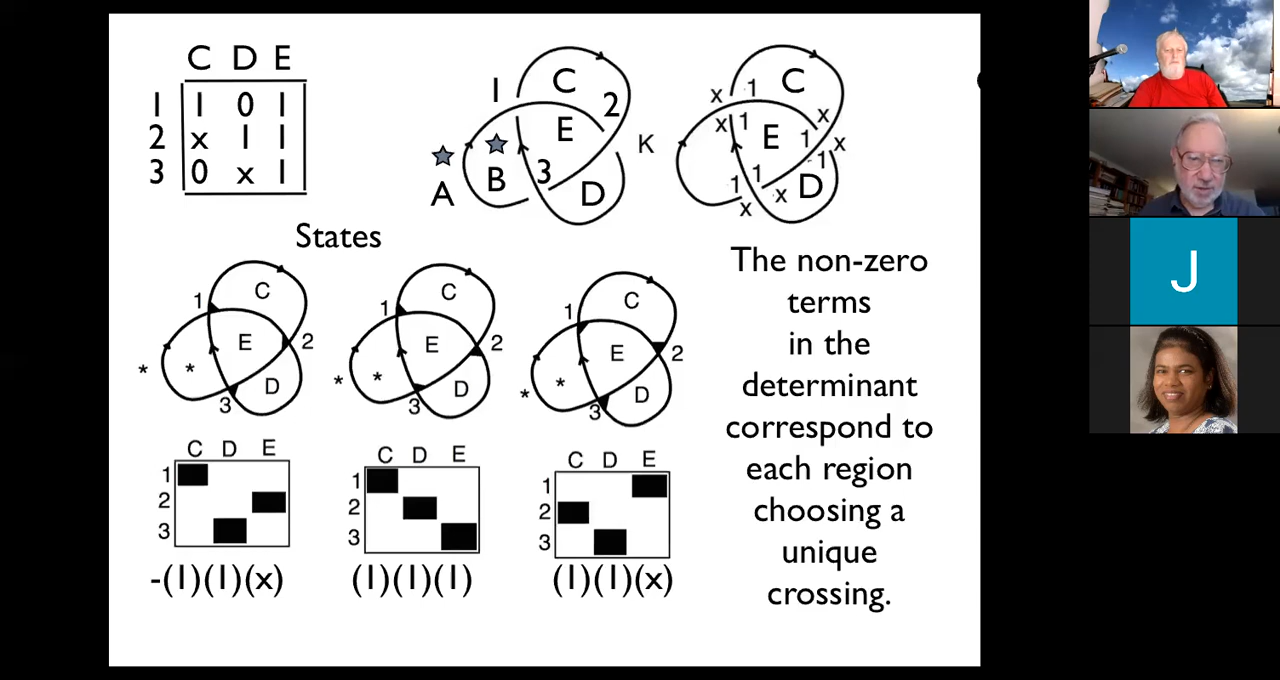 C D E
1 1 0 1
2 x 1 1
3 0 x 1
1 C 2
E K
A B 3 D
x 1 C
x 1 E 1 x
x
1 1 -1
x x D
States
1 C
E 2
* * D
3
1 C
E 2
* * D
3
1 C
E 2
* * D
3
C D E
1
2
3
-(1)(1)(x)
C D E
1
2
3
(1)(1)(1)
C D E
1
2
3
(1)(1)(x)
The non-zero
terms
in the
determinant
correspond to
each region
choosing a
unique
crossing.
J